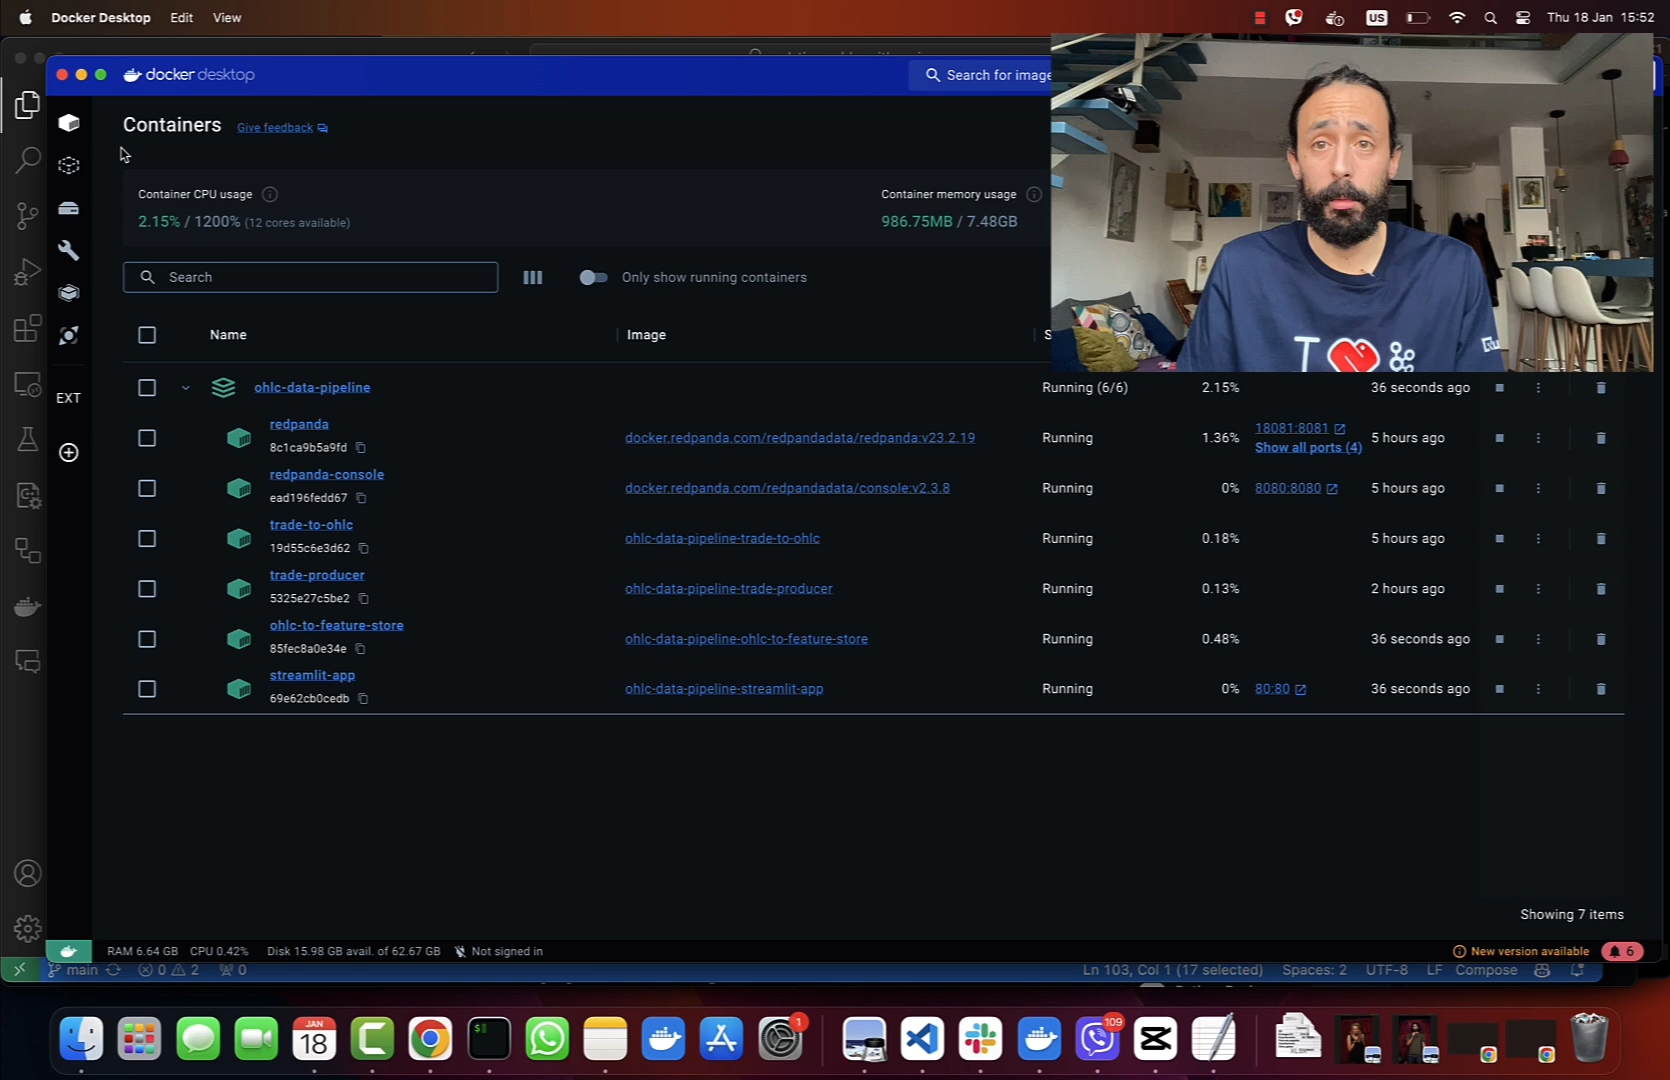 Docker Desktop Edit View
US Thu 18 Jan 15:52
docker desktop
Search for image
Containers Give feedback
Container CPU usage
2.15% / 1200% (12 cores available)
Container memory usage
986.75MB / 7.48GB
Search
Only show running containers
Name Image S
ohlc-data-pipeline Running (6/6) 2.15% 36 seconds ago
redpanda
8c1ca9b5a9fd
docker.redpanda.com/redpandadata/redpanda:v23.2.19 Running 1.36% 18081:8081
Show all ports (4)
5 hours ago
redpanda-console
ead196fedd67
docker.redpanda.com/redpandadata/console:v2.3.8 Running 0% 8080:8080 5 hours ago
trade-to-ohlc
19d55c6e3d62
ohlc-data-pipeline-trade-to-ohlc Running 0.18% 5 hours ago
trade-producer
5325e27c5be2
ohlc-data-pipeline-trade-producer Running 0.13% 2 hours ago
ohlc-to-feature-store
85fec8a0e34e
ohlc-data-pipeline-ohlc-to-feature-store Running 0.48% 36 seconds ago
streamlit-app
69e62cb0cedb
ohlc-data-pipeline-streamlit-app Running 0% 80:80 36 seconds ago
EXT
I
Showing 7 items
RAM 6.64 GB CPU 0.42% Disk 15.98 GB avail. of 62.67 GB Not signed in
New version available 6
main 0 2 0
Ln 103, Col 1 (17 selected) Spaces: 2 UTF-8 LF Compose
JAN
18
$
1
109
XLS